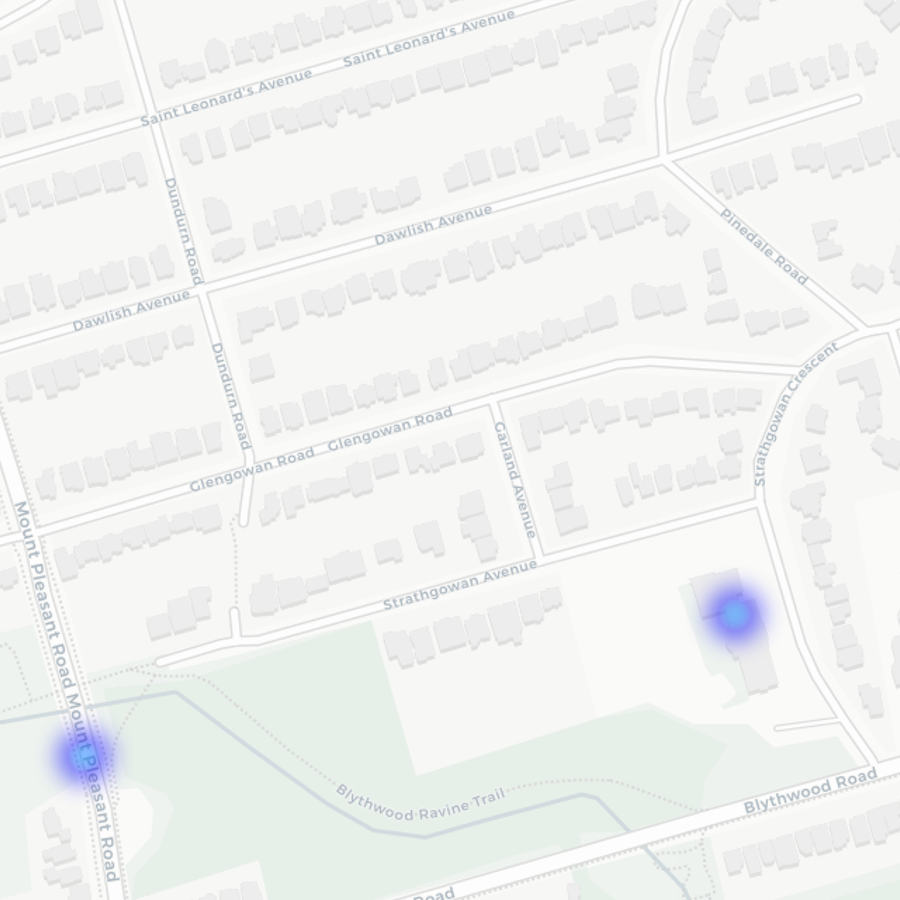 Saint Leonard's Avenue
Saint Leonard's Avenue
Dundurn Road
Dawlish Avenue
Pinedale Road
Dawlish Avenue
Dundurn Road
Strathgowan Crescent
Glengowan Road
Glengowan Road
Garland Avenue
Mount Pleasant Road
Strathgowan Avenue
Mount Pleasant Road
Blythwood Ravine Trail
Blythwood Road
Road